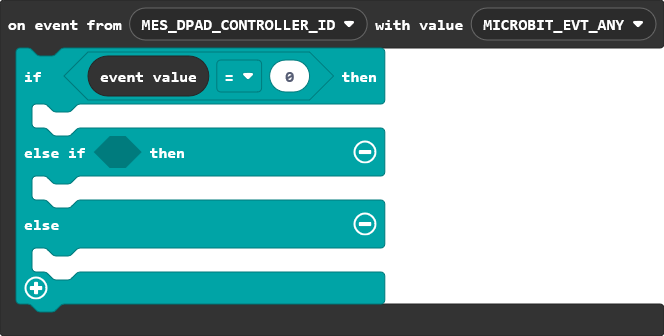 on event from MES_DPAD_CONTROLLER_ID with value MICROBIT_EVT_ANY
if event value = 0 then
else if then
else